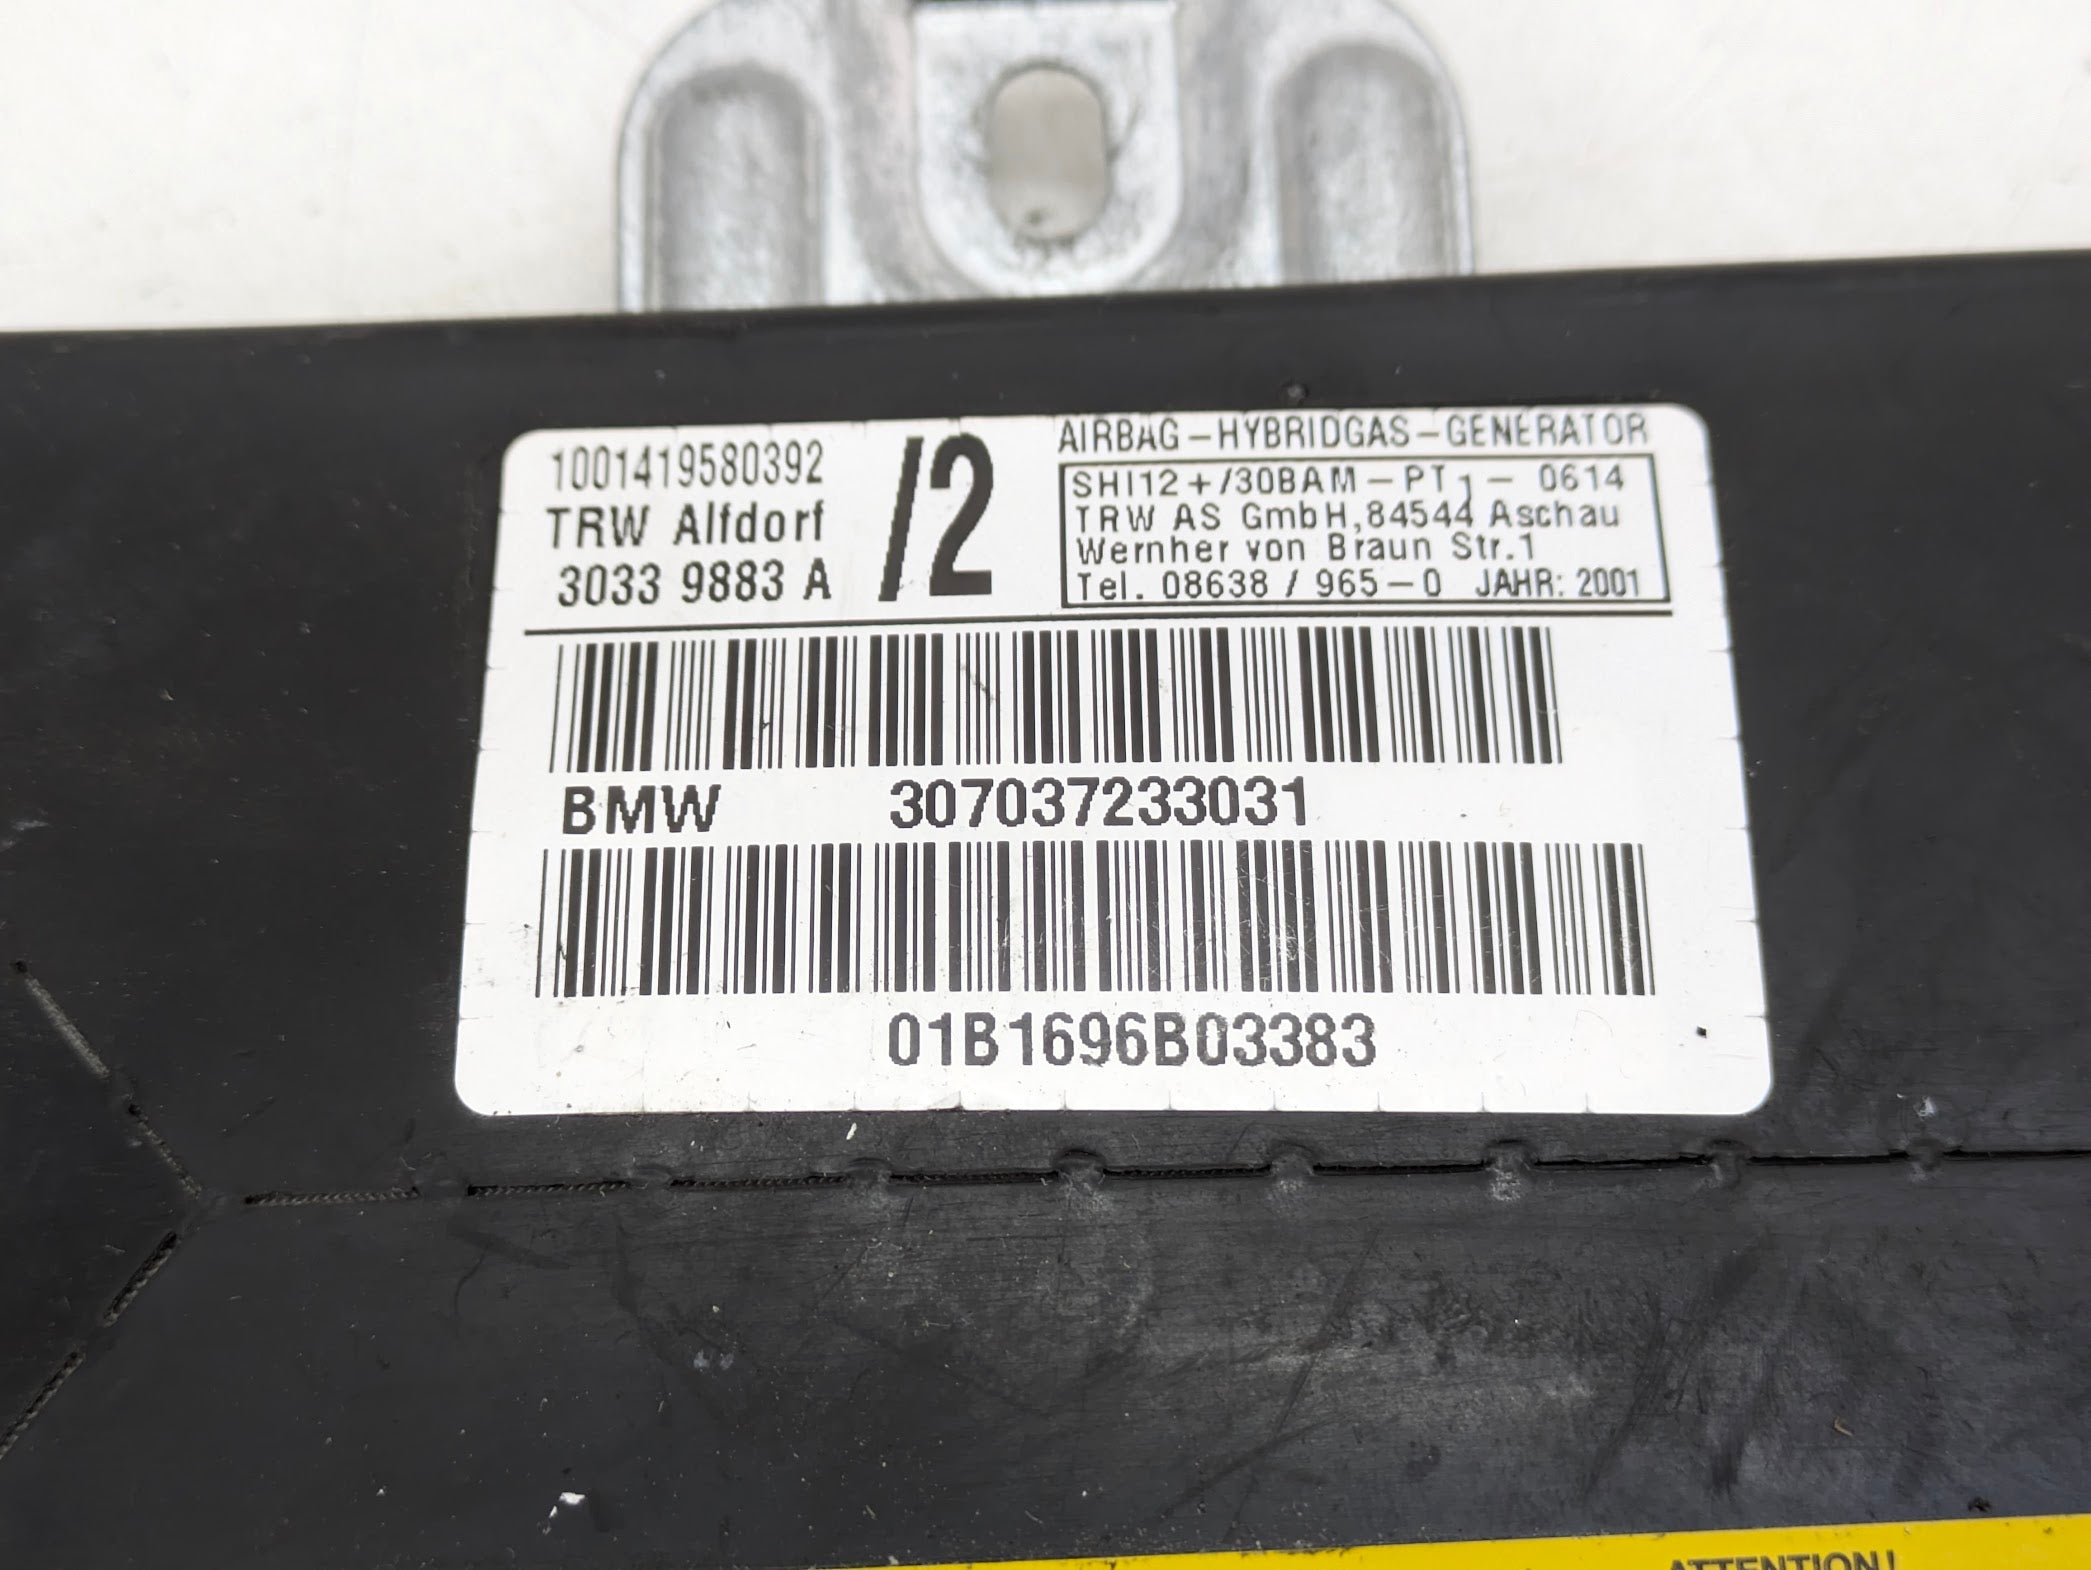 1001419580392
TRW Alfdorf
3033 9883 A
/2
AIRBAG-HYBRIDGAS-GENERATOR
SHI12+/30BAM-PT1-0614
TRW AS GmbH,84544 Aschau
Wernher von Braun Str.1
Tel. 08638 / 965-0 JAHR: 2001
BMW 307037233031
01B1696B03383
ATTENTION!